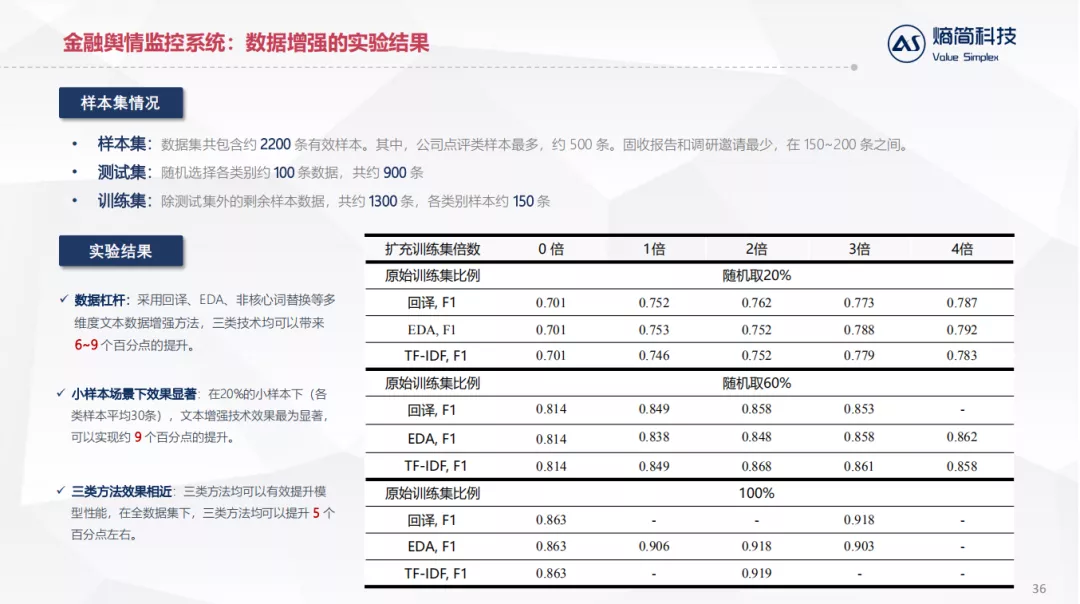 金融舆情监控系统：数据增强的实验结果
熵简科技
Value Simplex
样本集情况
• 样本集：数据集共包含约 2200 条有效样本。其中，公司点评类样本最多，约 500 条。固收报告和调研邀请最少，在 150~200 条之间。
• 测试集：随机选择各类别约 100 条数据，共约 900 条
• 训练集：除测试集外的剩余样本数据，共约 1300 条，各类别样本约 150 条
实验结果
✓ 数据杠杆：采用回译、EDA、非核心词替换等多
维度文本数据增强方法，三类技术均可以带来
6~9 个百分点的提升。
✓ 小样本场景下效果显著：在20%的小样本下（各
类样本平均30条），文本增强技术效果最为显著，
可以实现约 9 个百分点的提升。
✓ 三类方法效果相近：三类方法均可以有效提升模
型性能，在全数据集下，三类方法均可以提升 5 个
百分点左右。
扩充训练集倍数 0 倍 1倍 2倍 3倍 4倍
原始训练集比例 随机取20%
回译, F1 0.701 0.752 0.762 0.773 0.787
EDA, F1 0.701 0.753 0.752 0.788 0.792
TF-IDF, F1 0.701 0.746 0.752 0.779 0.783
原始训练集比例 随机取60%
回译, F1 0.814 0.849 0.858 0.853 -
EDA, F1 0.814 0.838 0.848 0.858 0.862
TF-IDF, F1 0.814 0.849 0.868 0.861 0.858
原始训练集比例 100%
回译, F1 0.863 - - 0.918 -
EDA, F1 0.863 0.906 0.918 0.903 -
TF-IDF, F1 0.863 - 0.919 - -
36